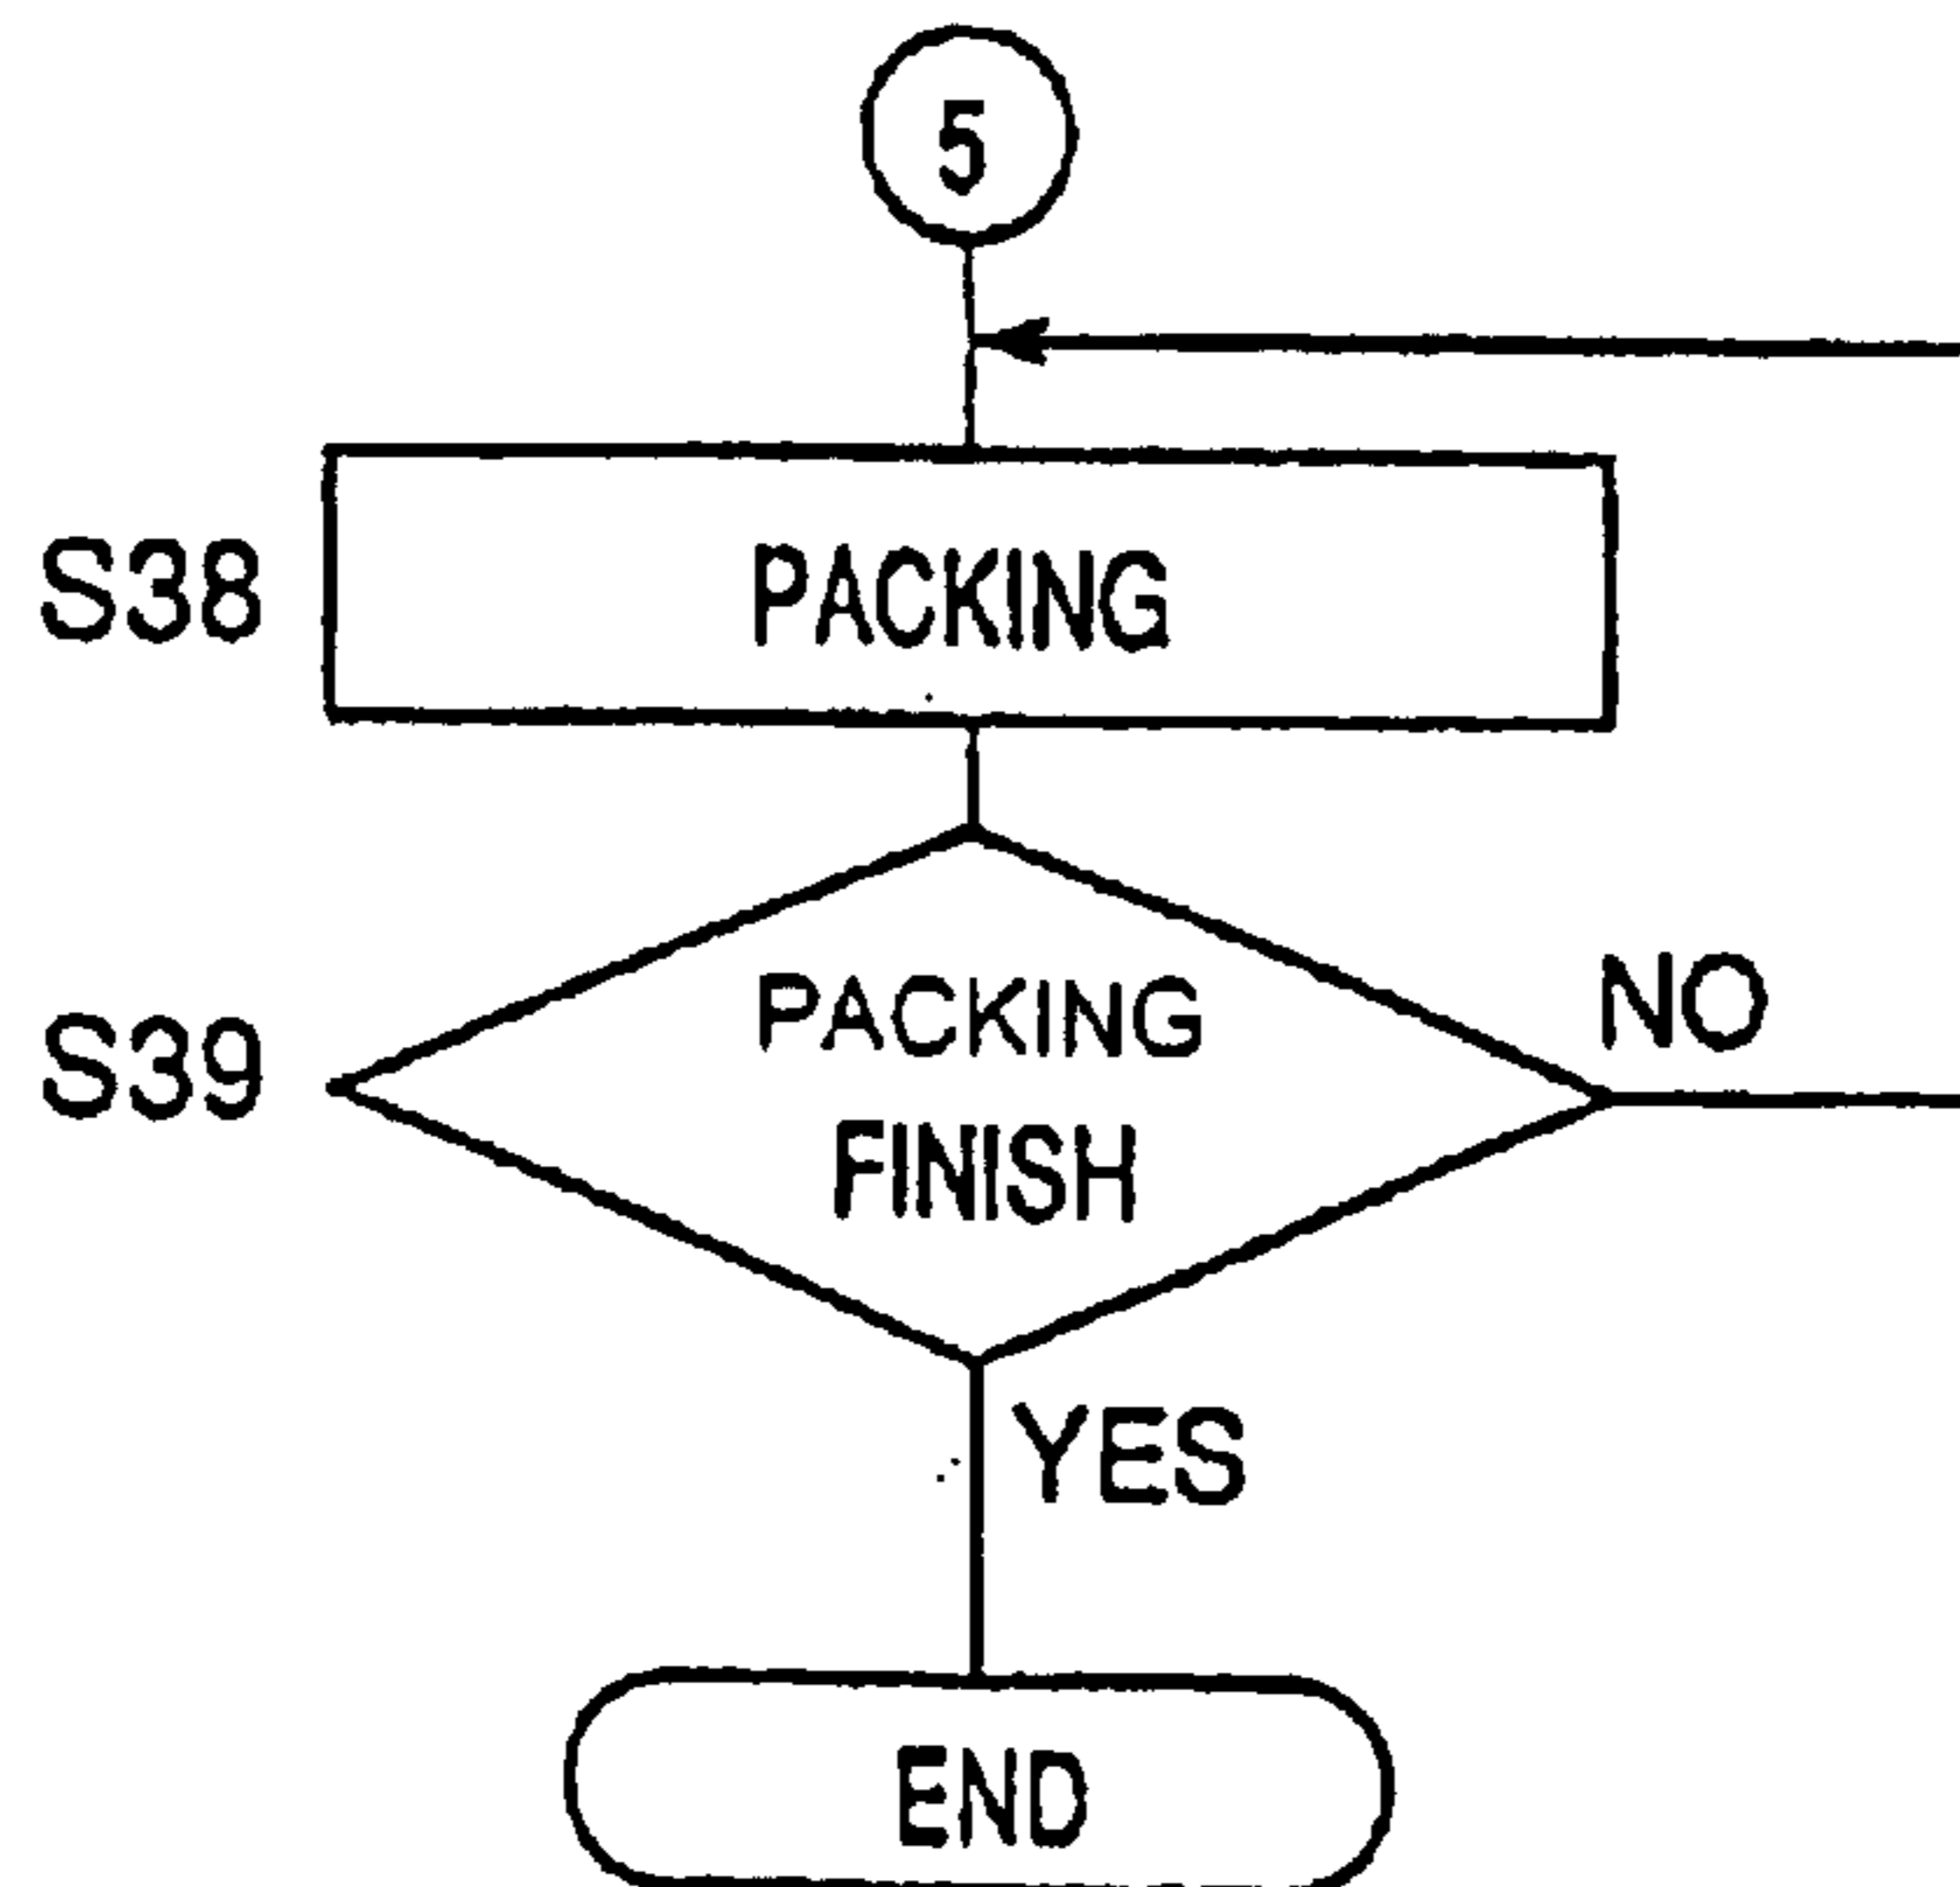 5
S38
PACKING
S39
PACKING
FINISH
NO
YES
END